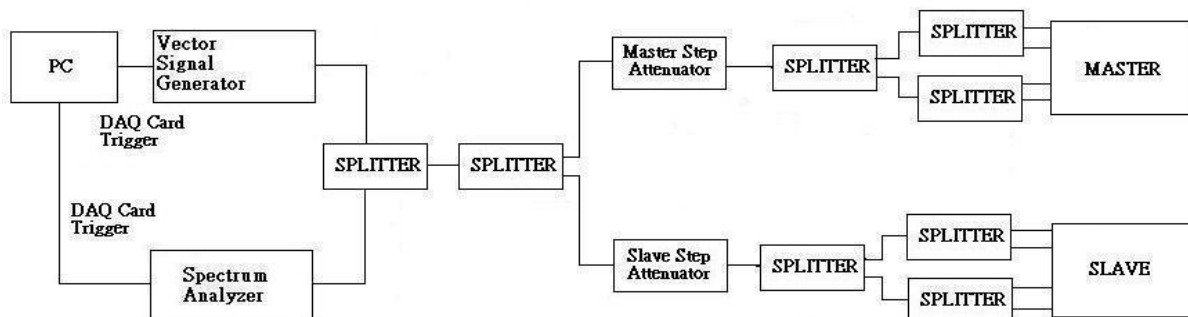 PC
Vector
Signal
Generator
DAQ Card
Trigger
DAQ Card
Trigger
Spectrum
Analyzer
SPLITTER
SPLITTER
Master Step
Attenuator
SPLITTER
SPLITTER
SPLITTER
MASTER
Slave Step
Attenuator
SPLITTER
SPLITTER
SPLITTER
SLAVE